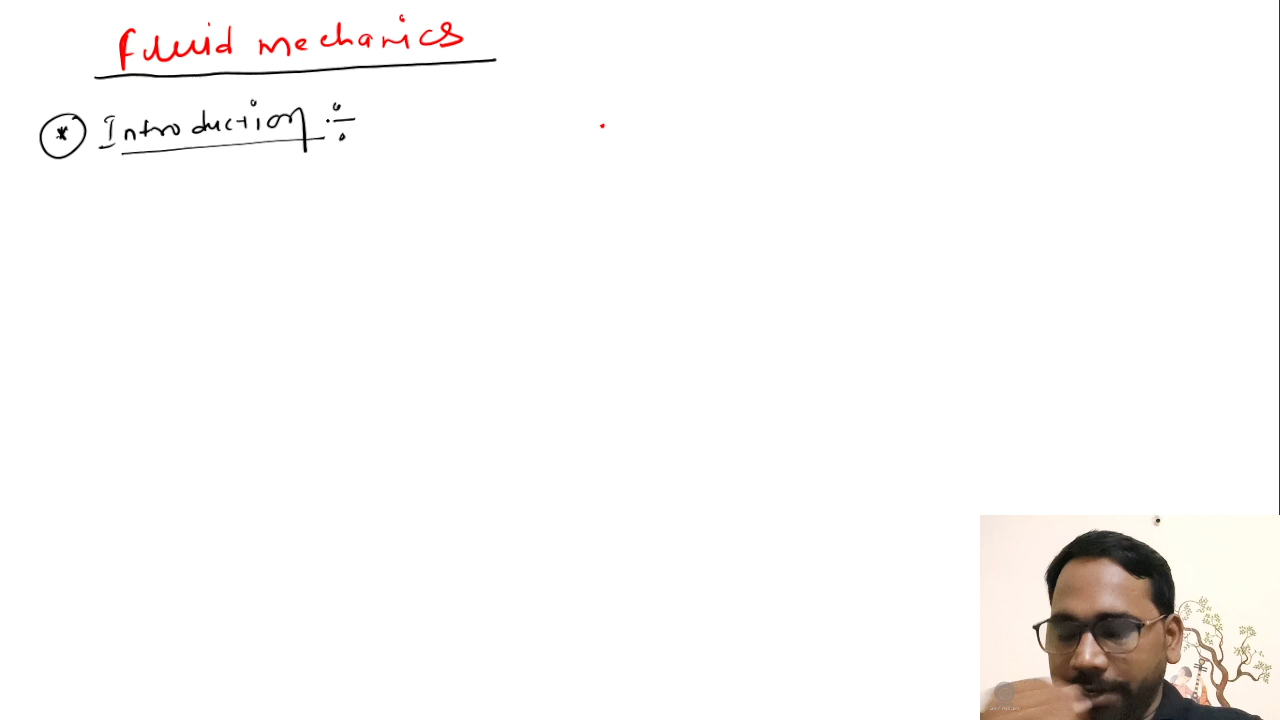 Fluid mechanics
* Introduction :-